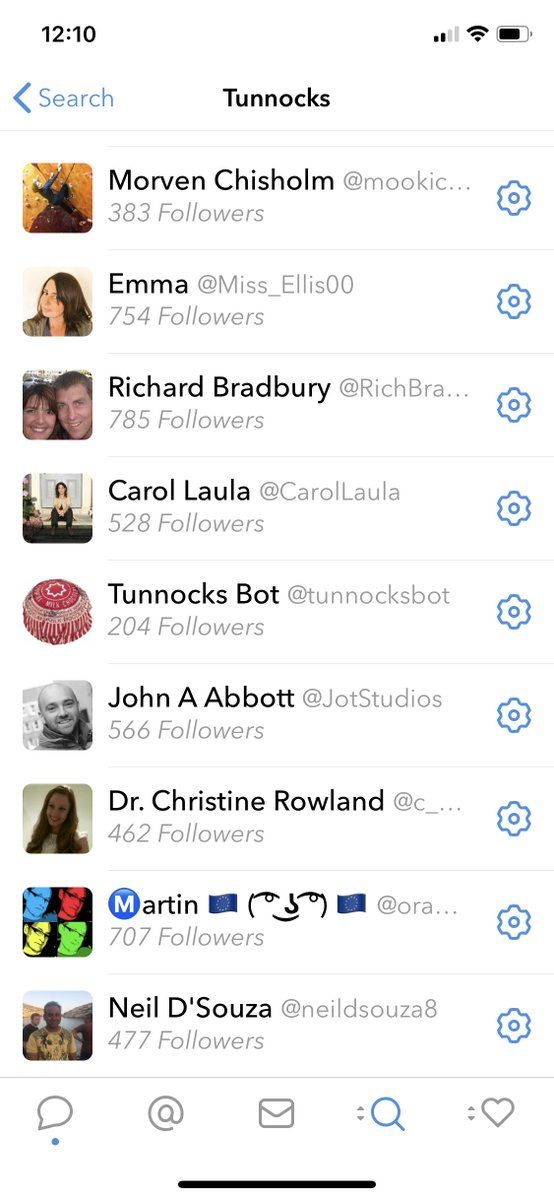 12:10
Search
Tunnocks
Morven Chisholm @mookic...
383 Followers
Emma @Miss_Ellis00
754 Followers
Richard Bradbury @RichBra...
785 Followers
Carol Laula @CarolLaula
528 Followers
Tunnocks Bot @tunnocksbot
204 Followers
John A Abbott @JotStudios
566 Followers
Dr. Christine Rowland @c_...
462 Followers
Ⓜ️artin 🇪🇺 ( ͡° ͜ʖ ͡°) 🇪🇺 @ora...
707 Followers
Neil D'Souza @neildsouza8
477 Followers